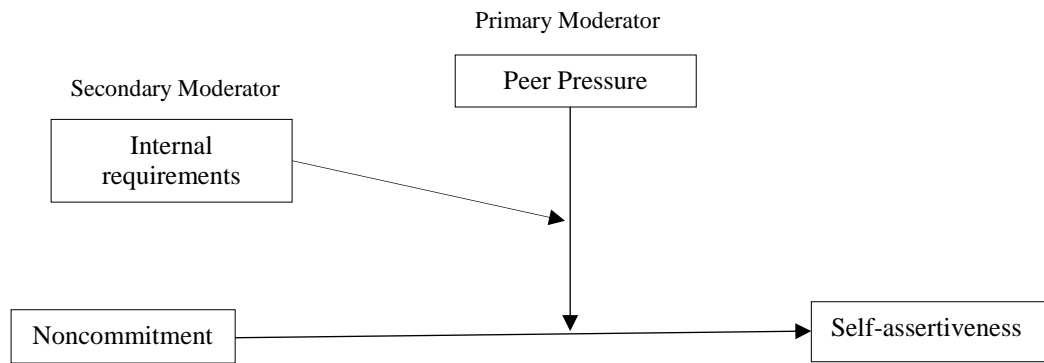 Primary Moderator
Peer Pressure
Secondary Moderator
Internal
requirements
Noncommitment
Self-assertiveness